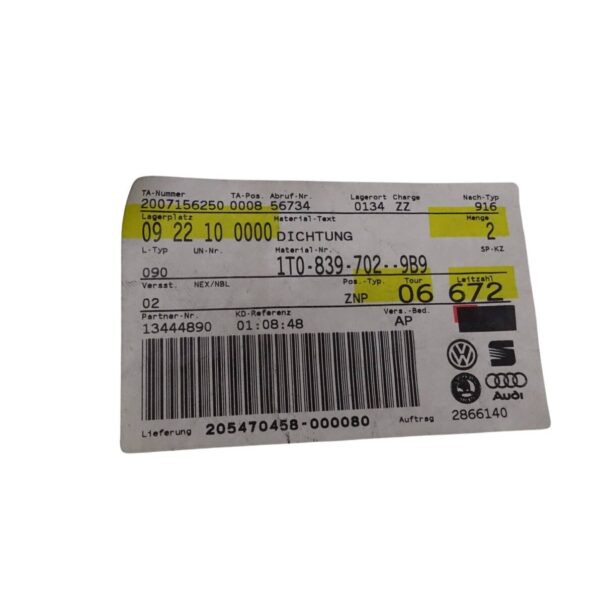 TA-Nummer TA-Pos. Abruf-Nr. Lagerort Charge Nach-Typ
2007156250 0008 56734 0134 ZZ 916
Lagerplatz Material-Text Menge
09 22 10 0000 DICHTUNG 2
L-Typ UN-Nr. Material-Nr. SP-KZ
090 1T0-839-702--9B9
Versst. NEX/NBL Pos.-Typ. Tour Leitzahl
02 ZNP 06 672
Partner-Nr. KD-Referenz Vers.-Bed.
13444890 01:08:48 AP
Audi
Lieferung 205470458-000080 Auftrag 2866140